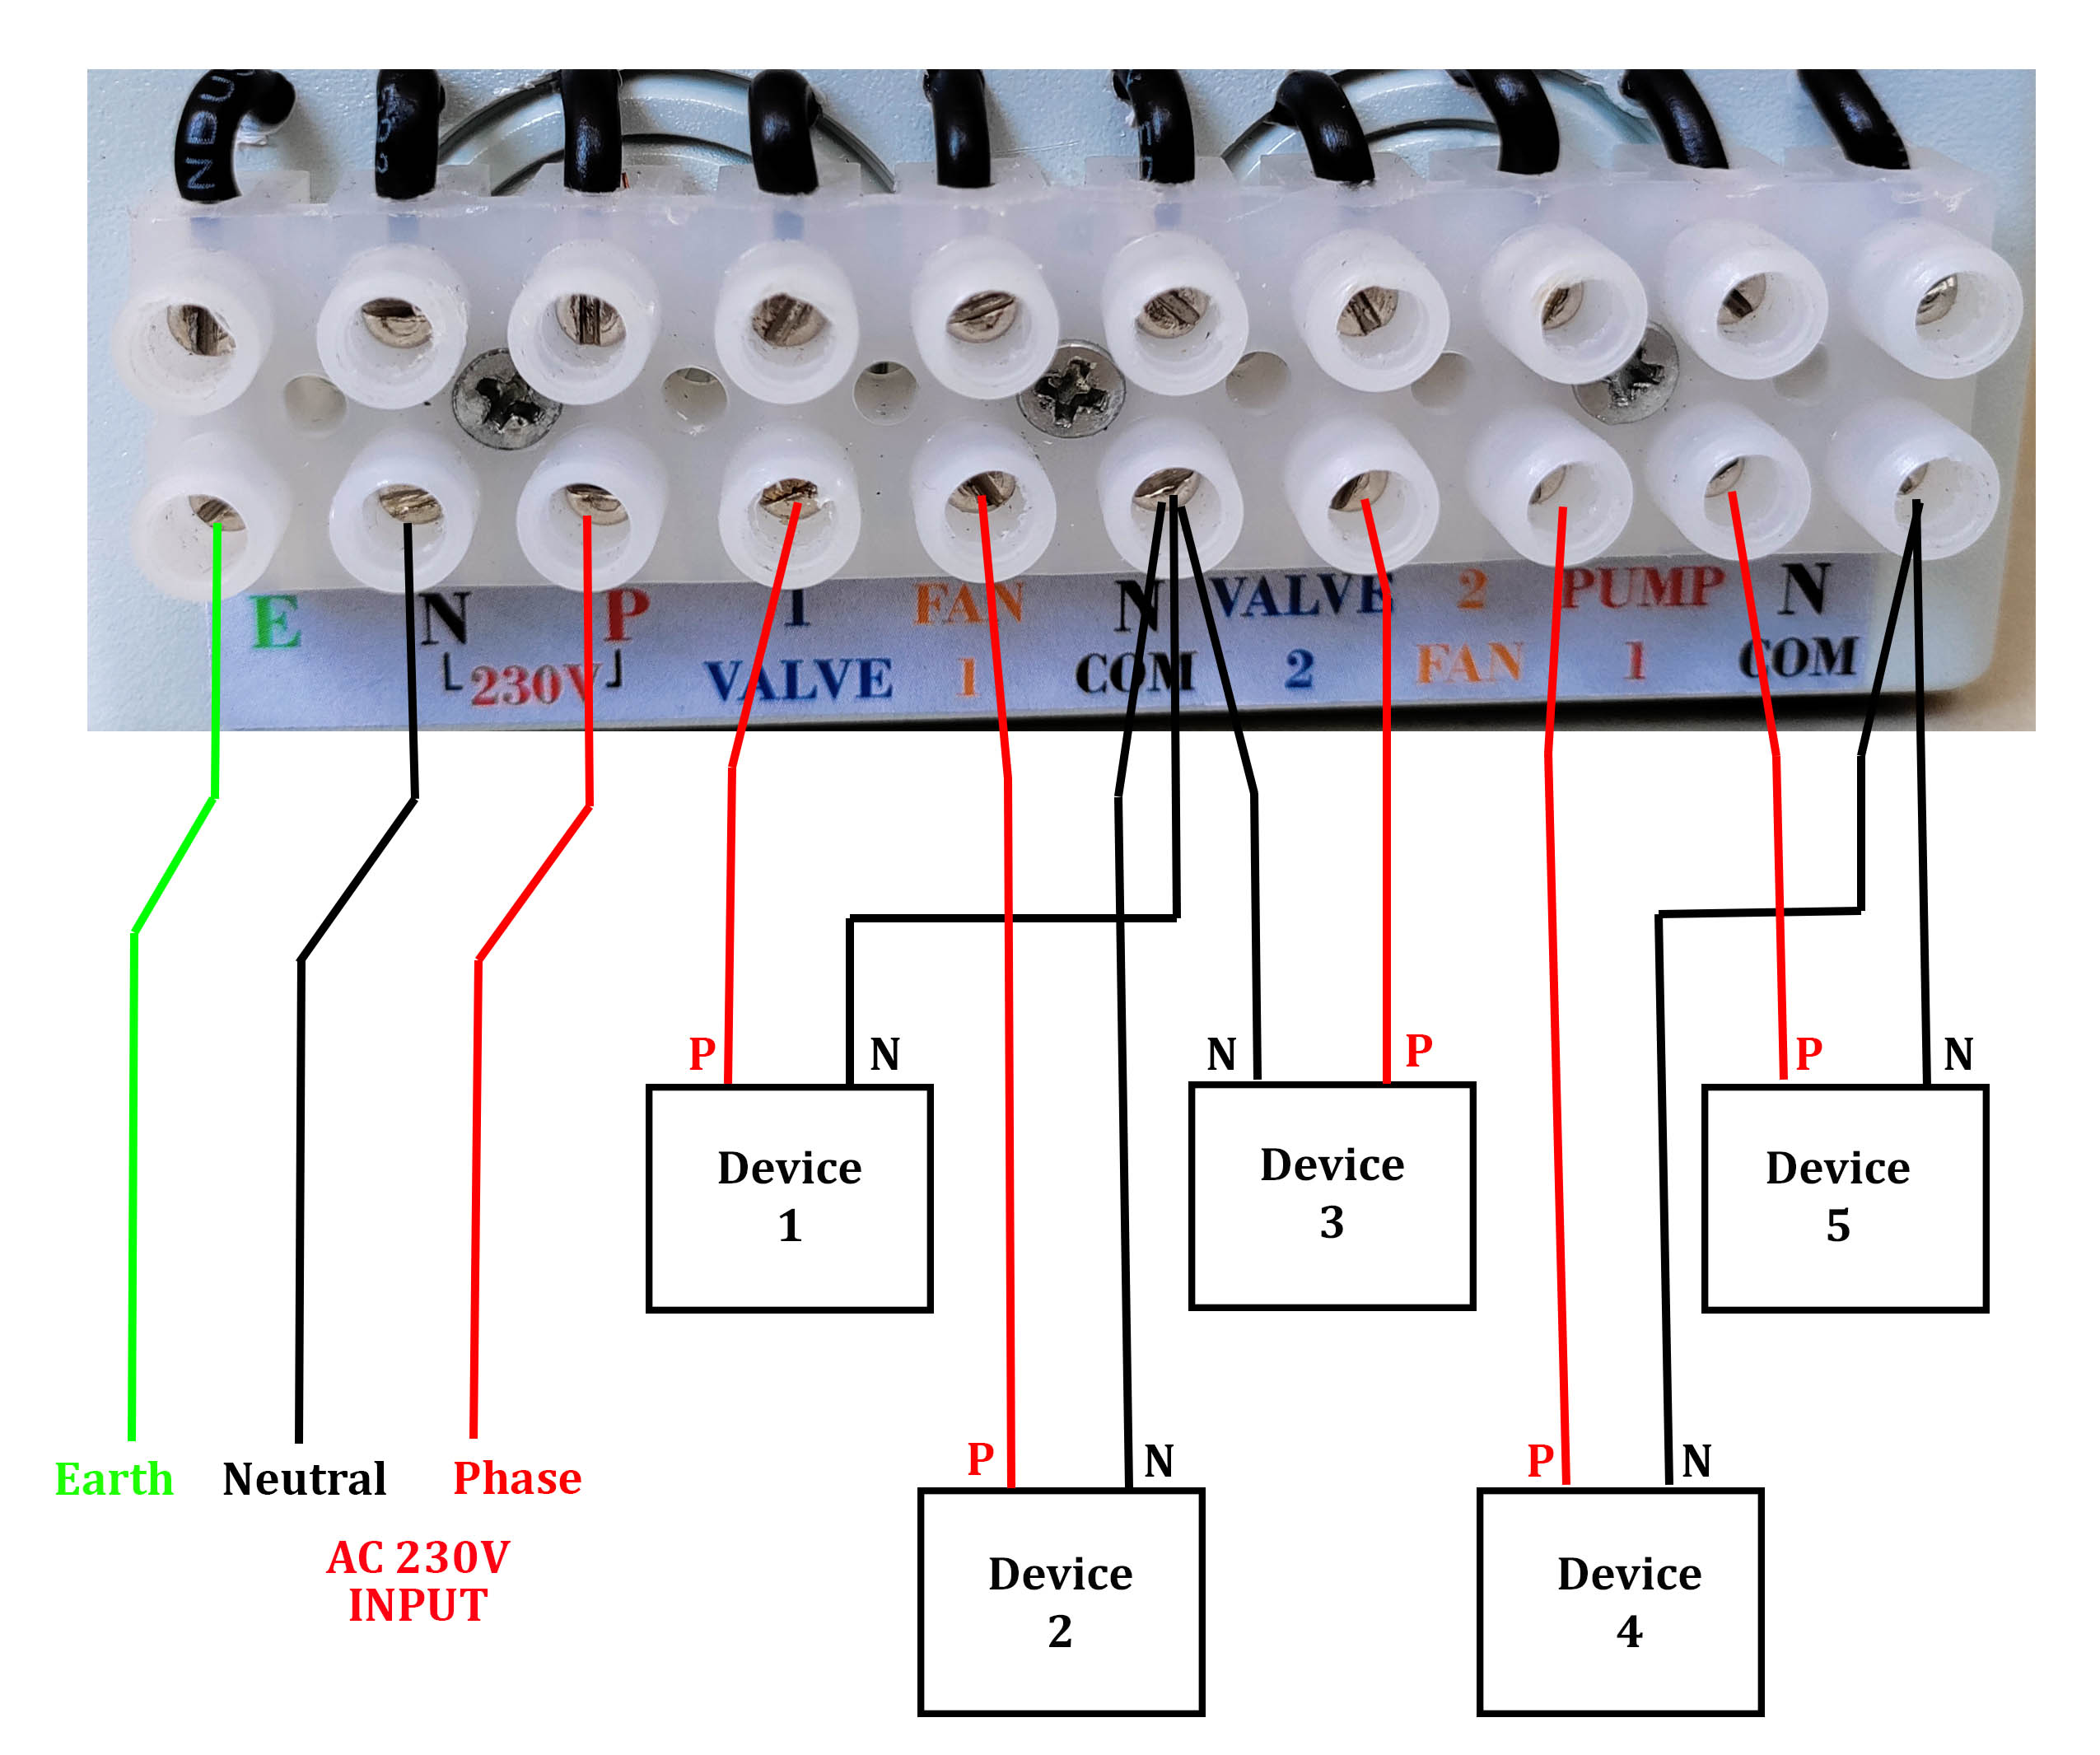 NDU
E N P 1 FAN N VALVE 2 PUMP N
230V VALVE 1 COM 2 FAN 1 COM
P N N P P N
Device
1
Device
3
Device
5
P N P N
Earth Neutral Phase
AC 230V
INPUT
Device
2
Device
4